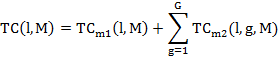 TC(l,M) = TC_m1(l,M) + ∑_{g=1}^{G} TC_m2(l,g,M)